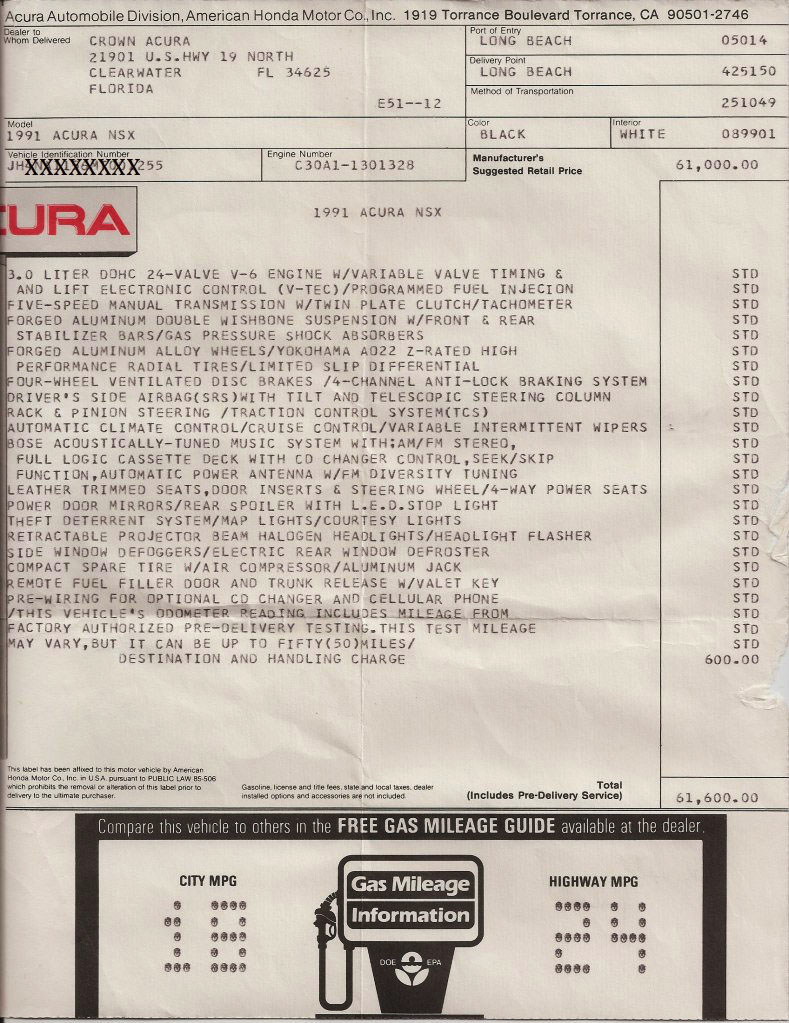 Acura Automobile Division, American Honda Motor Co., Inc. 1919 Torrance Boulevard Torrance, CA 90501-2746
Dealer to
Whom Delivered
CROWN ACURA
21901 U.S.HWY 19 NORTH
CLEARWATER FL 34625
FLORIDA
E51--12
Port of Entry
LONG BEACH 05014
Delivery Point
LONG BEACH 425150
Method of Transportation
251049
Model
1991 ACURA NSX
Color
BLACK
Interior
WHITE 089901
Vehicle Identification Number
JH4 255
Engine Number
C30A1-1301328
Manufacturer's
Suggested Retail Price 61,000.00
CURA
1991 ACURA NSX
3.0 LITER DOHC 24-VALVE V-6 ENGINE W/VARIABLE VALVE TIMING & STD
AND LIFT ELECTRONIC CONTROL (V-TEC)/PROGRAMMED FUEL INJECION STD
FIVE-SPEED MANUAL TRANSMISSION W/TWIN PLATE CLUTCH/TACHOMETER STD
FORGED ALUMINUM DOUBLE WISHBONE SUSPENSION W/FRONT & REAR STD
STABILIZER BARS/GAS PRESSURE SHOCK ABSORBERS STD
FORGED ALUMINUM ALLOY WHEELS/YOKOHAMA A022 Z-RATED HIGH STD
PERFORMANCE RADIAL TIRES/LIMITED SLIP DIFFERENTIAL STD
FOUR-WHEEL VENTILATED DISC BRAKES /4-CHANNEL ANTI-LOCK BRAKING SYSTEM STD
DRIVER'S SIDE AIRBAG(SRS)WITH TILT AND TELESCOPIC STEERING COLUMN STD
RACK & PINION STEERING /TRACTION CONTROL SYSTEM(TCS) STD
AUTOMATIC CLIMATE CONTROL/CRUISE CONTROL/VARIABLE INTERMITTENT WIPERS STD
BOSE ACOUSTICALLY-TUNED MUSIC SYSTEM WITH;AM/FM STEREO, STD
FULL LOGIC CASSETTE DECK WITH CD CHANGER CONTROL,SEEK/SKIP STD
FUNCTION,AUTOMATIC POWER ANTENNA W/FM DIVERSITY TUNING STD
LEATHER TRIMMED SEATS,DOOR INSERTS & STEERING WHEEL/4-WAY POWER SEATS STD
POWER DOOR MIRRORS/REAR SPOILER WITH L.E.D.STOP LIGHT STD
THEFT DETERRENT SYSTEM/MAP LIGHTS/COURTESY LIGHTS STD
RETRACTABLE PROJECTOR BEAM HALOGEN HEADLIGHTS/HEADLIGHT FLASHER STD
SIDE WINDOW DEFOGGERS/ELECTRIC REAR WINDOW DEFROSTER STD
COMPACT SPARE TIRE W/AIR COMPRESSOR/ALUMINUM JACK STD
REMOTE FUEL FILLER DOOR AND TRUNK RELEASE W/VALET KEY STD
PRE-WIRING FOR OPTIONAL CD CHANGER AND CELLULAR PHONE STD
/THIS VEHICLE'S ODOMETER READING INCLUDES MILEAGE FROM STD
FACTORY AUTHORIZED PRE-DELIVERY TESTING.THIS TEST MILEAGE STD
MAY VARY,BUT IT CAN BE UP TO FIFTY(50)MILES/ STD
DESTINATION AND HANDLING CHARGE 600.00
This label has been affixed to this motor vehicle by American
Honda Motor Co., Inc. in U.S.A. pursuant to PUBLIC LAW 85-506
which prohibits the removal or alteration of this label prior to
delivery to the ultimate purchaser.
Gasoline, license and title fees, state and local taxes, dealer
installed options and accessories are not included.
Total
(Includes Pre-Delivery Service) 61,600.00
Compare this vehicle to others in the FREE GAS MILEAGE GUIDE available at the dealer.
CITY MPG
18
Gas Mileage
Information
DOE EPA
HIGHWAY MPG
24